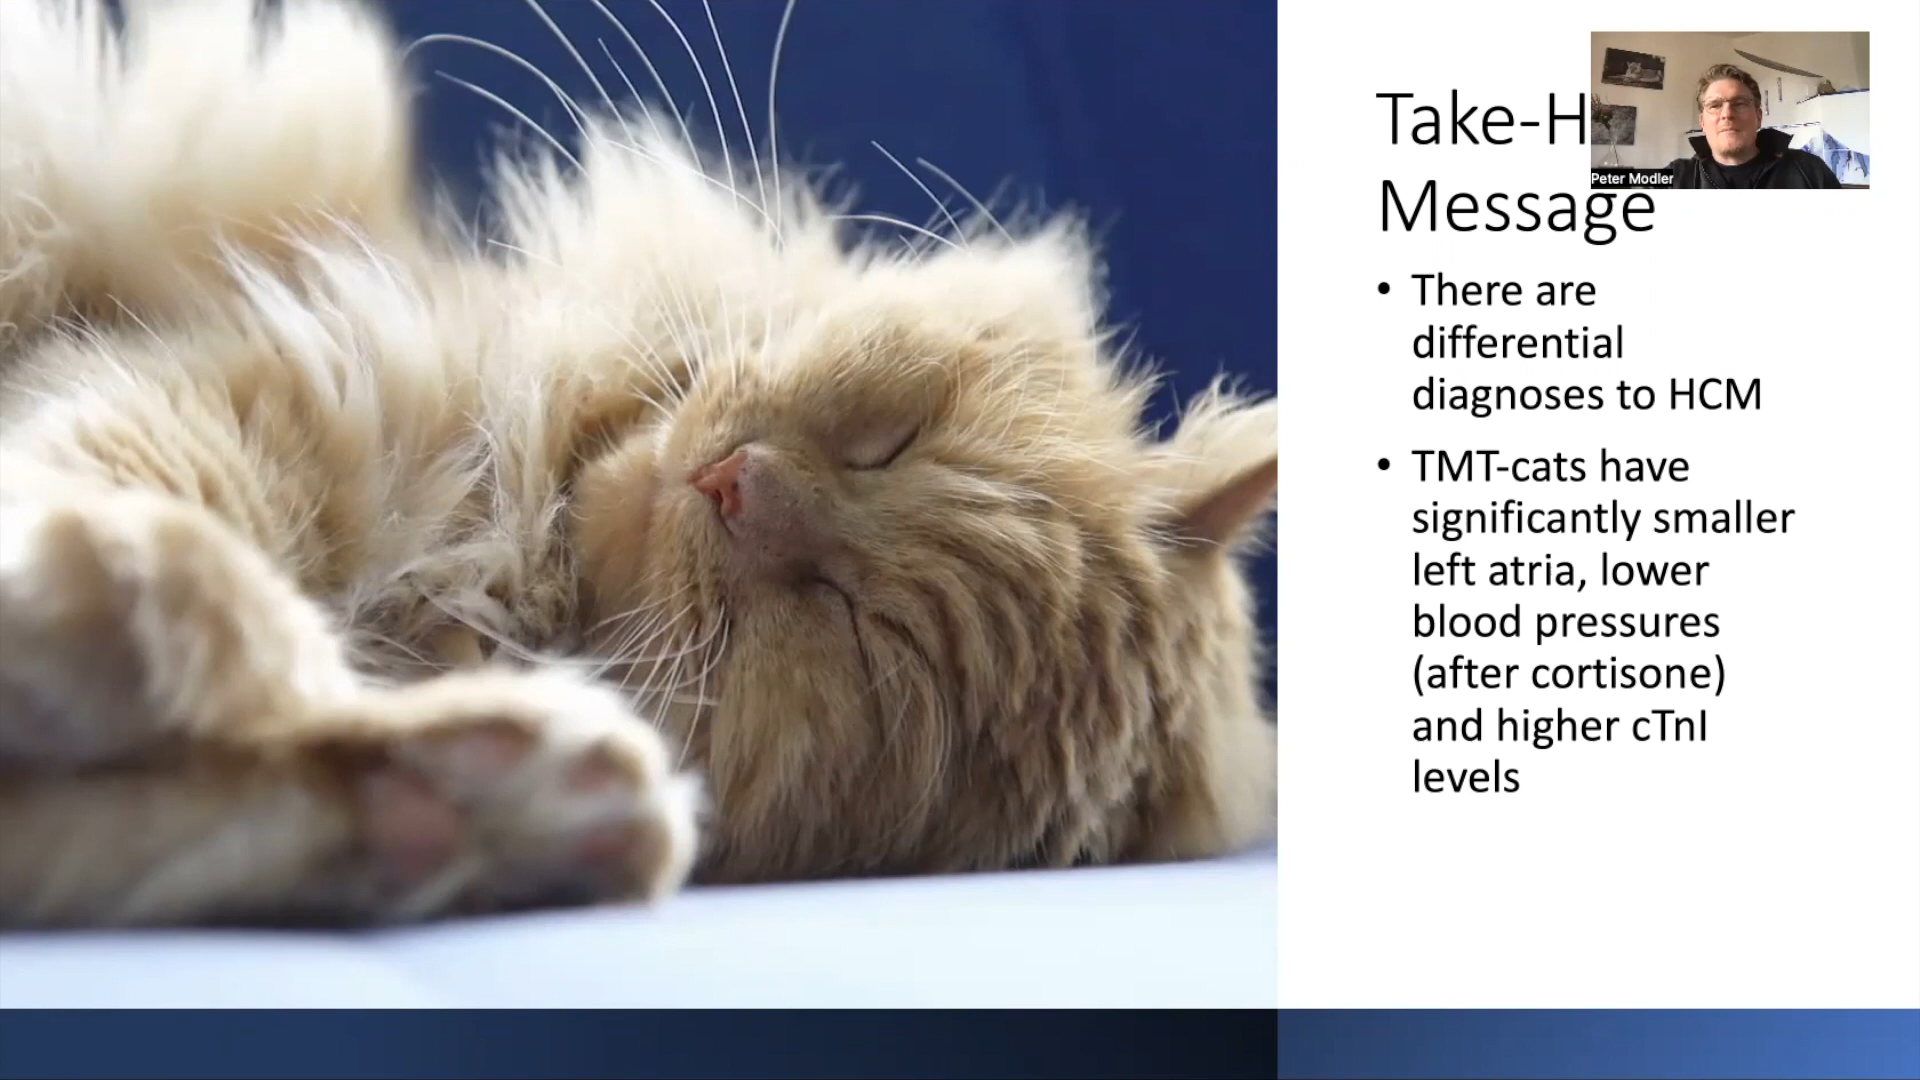 Take-H
Message
Peter Modler
• There are
differential
diagnoses to HCM
• TMT-cats have
significantly smaller
left atria, lower
blood pressures
(after cortisone)
and higher cTnI
levels